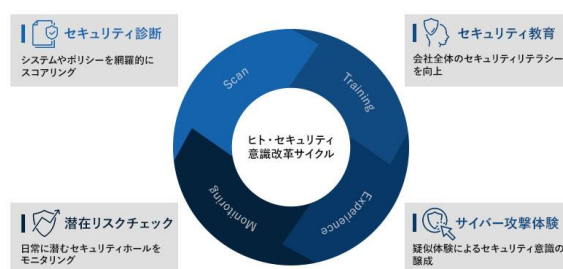 セキュリティ診断
システムやポリシーを網羅的に
スコアリング
セキュリティ教育
会社全体のセキュリティリテラシー
を向上
Scan
Training
ヒト・セキュリティ
意識改革サイクル
Monitoring
Experience
潜在リスクチェック
日常に潜むセキュリティホールを
モニタリング
サイバー攻撃体験
疑似体験によるセキュリティ意識の
醸成